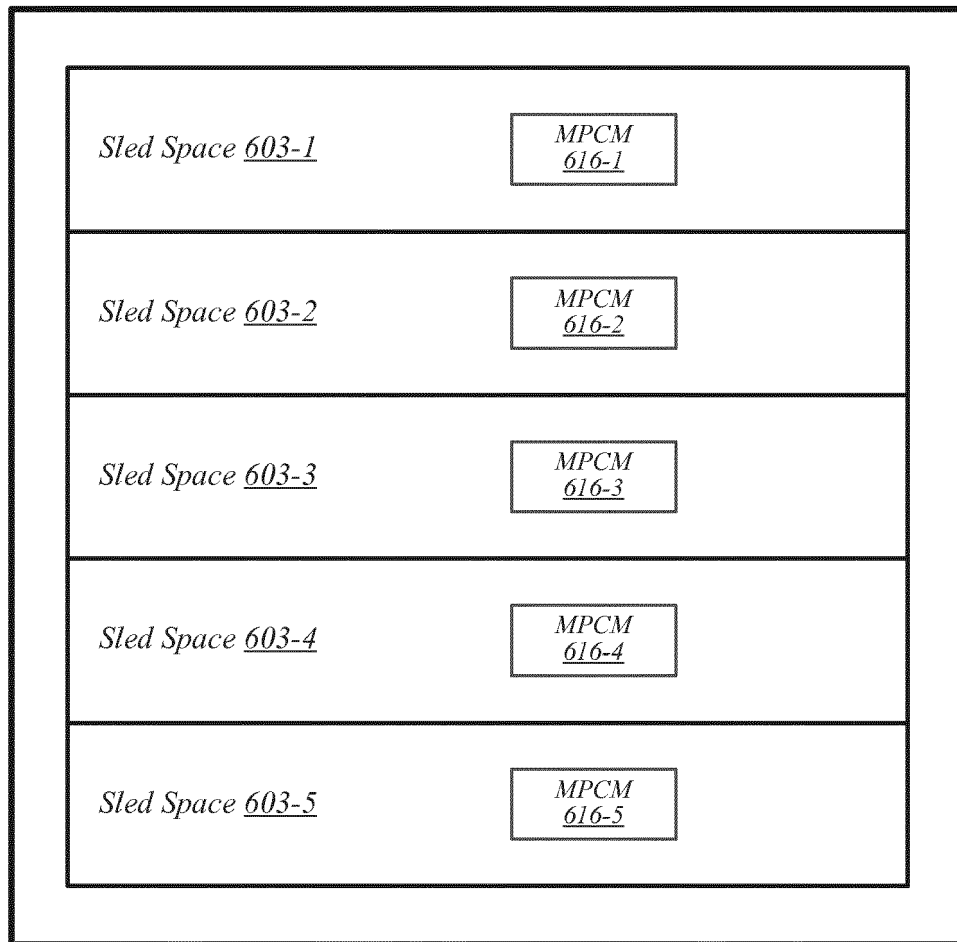 Sled Space 603-1
MPCM
616-1
Sled Space 603-2
MPCM
616-2
Sled Space 603-3
MPCM
616-3
Sled Space 603-4
MPCM
616-4
Sled Space 603-5
MPCM
616-5